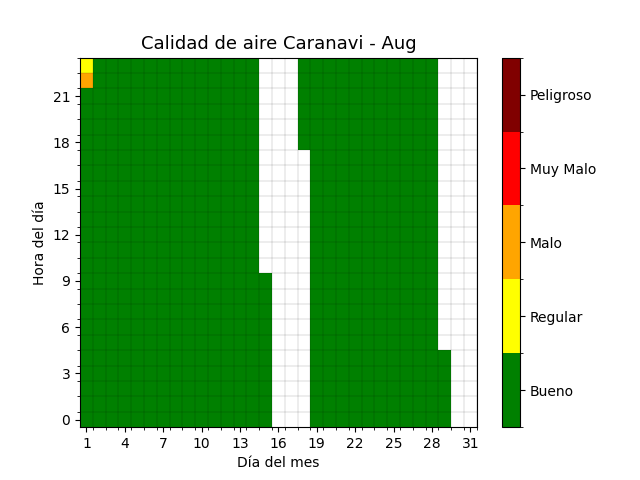 Calidad de aire Caranavi - Aug
Hora del día
21
18
15
12
9
6
3
0
1 4 7 10 13 16 19 22 25 28 31
Día del mes
Peligroso
Muy Malo
Malo
Regular
Bueno